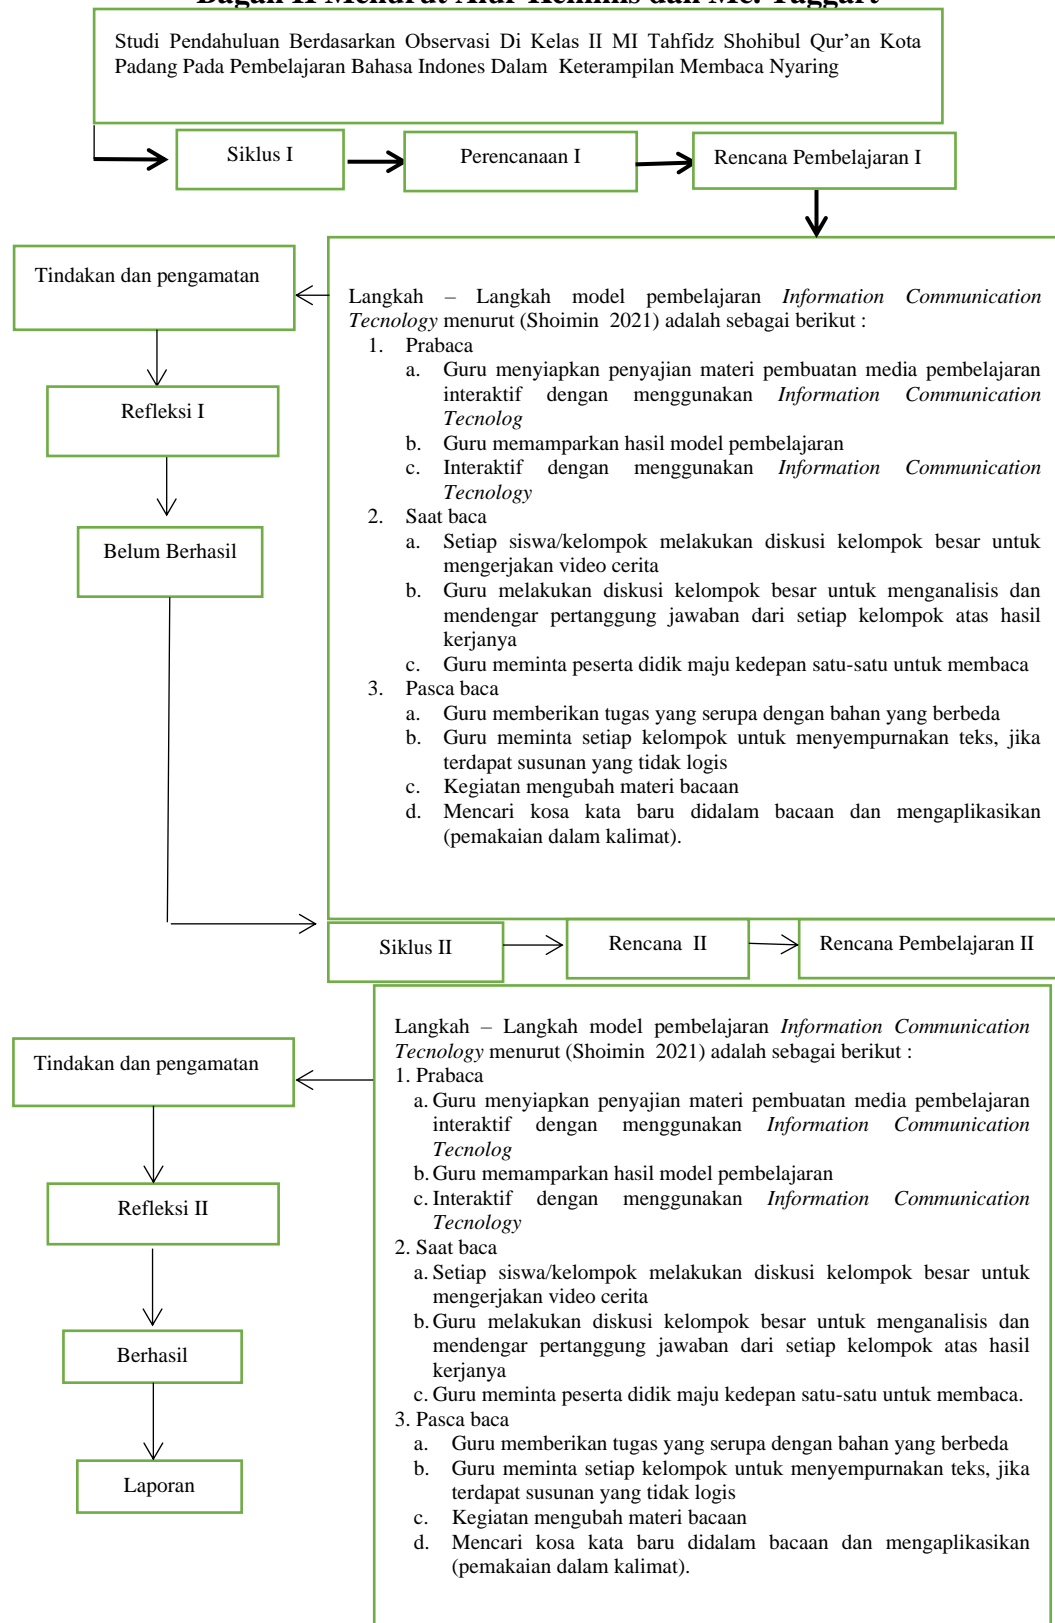 Bagan II Menurut Alur Kemmis dan Mc. Taggart
Studi Pendahuluan Berdasarkan Observasi Di Kelas II MI Tahfidz Shohibul Qur’an Kota
Padang Pada Pembelajaran Bahasa Indones Dalam Keterampilan Membaca Nyaring
Siklus I
Perencanaan I
Rencana Pembelajaran I
Tindakan dan pengamatan
Refleksi I
Belum Berhasil
Langkah – Langkah model pembelajaran Information Communication
Tecnology menurut (Shoimin 2021) adalah sebagai berikut :
1. Prabaca
a. Guru menyiapkan penyajian materi pembuatan media pembelajaran
interaktif dengan menggunakan Information Communication
Tecnolog
b. Guru memamparkan hasil model pembelajaran
c. Interaktif dengan menggunakan Information Communication
Tecnology
2. Saat baca
a. Setiap siswa/kelompok melakukan diskusi kelompok besar untuk
mengerjakan video cerita
b. Guru melakukan diskusi kelompok besar untuk menganalisis dan
mendengar pertanggung jawaban dari setiap kelompok atas hasil
kerjanya
c. Guru meminta peserta didik maju kedepan satu-satu untuk membaca
3. Pasca baca
a. Guru memberikan tugas yang serupa dengan bahan yang berbeda
b. Guru meminta setiap kelompok untuk menyempurnakan teks, jika
terdapat susunan yang tidak logis
c. Kegiatan mengubah materi bacaan
d. Mencari kosa kata baru didalam bacaan dan mengaplikasikan
(pemakaian dalam kalimat).
Siklus II
Rencana II
Rencana Pembelajaran II
Tindakan dan pengamatan
Refleksi II
Berhasil
Laporan
Langkah – Langkah model pembelajaran Information Communication
Tecnology menurut (Shoimin 2021) adalah sebagai berikut :
1. Prabaca
a. Guru menyiapkan penyajian materi pembuatan media pembelajaran
interaktif dengan menggunakan Information Communication
Tecnolog
b. Guru memamparkan hasil model pembelajaran
c. Interaktif dengan menggunakan Information Communication
Tecnology
2. Saat baca
a. Setiap siswa/kelompok melakukan diskusi kelompok besar untuk
mengerjakan video cerita
b. Guru melakukan diskusi kelompok besar untuk menganalisis dan
mendengar pertanggung jawaban dari setiap kelompok atas hasil
kerjanya
c. Guru meminta peserta didik maju kedepan satu-satu untuk membaca.
3. Pasca baca
a. Guru memberikan tugas yang serupa dengan bahan yang berbeda
b. Guru meminta setiap kelompok untuk menyempurnakan teks, jika
terdapat susunan yang tidak logis
c. Kegiatan mengubah materi bacaan
d. Mencari kosa kata baru didalam bacaan dan mengaplikasikan
(pemakaian dalam kalimat).